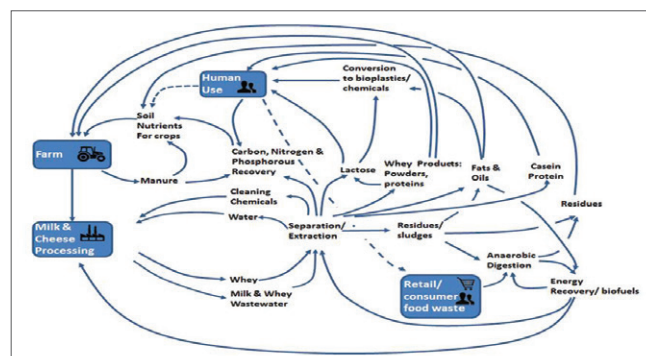 Human
Use
Conversion
to bioplastics/
chemicals
Soil
Nutrients
For crops
Farm
Manure
Carbon, Nitrogen &
Phosphorous
Recovery
Lactose
Whey Products:
Powders,
proteins
Fats &
Oils
Casein
Protein
Cleaning
Chemicals
Residues
Milk &
Cheese
Processing
Water
Separation/
Extraction
Residues/
sludges
Anaerobic
Digestion
Whey
Milk & Whey
Wastewater
Retail/
consumer
food waste
Energy
Recovery/ biofuels